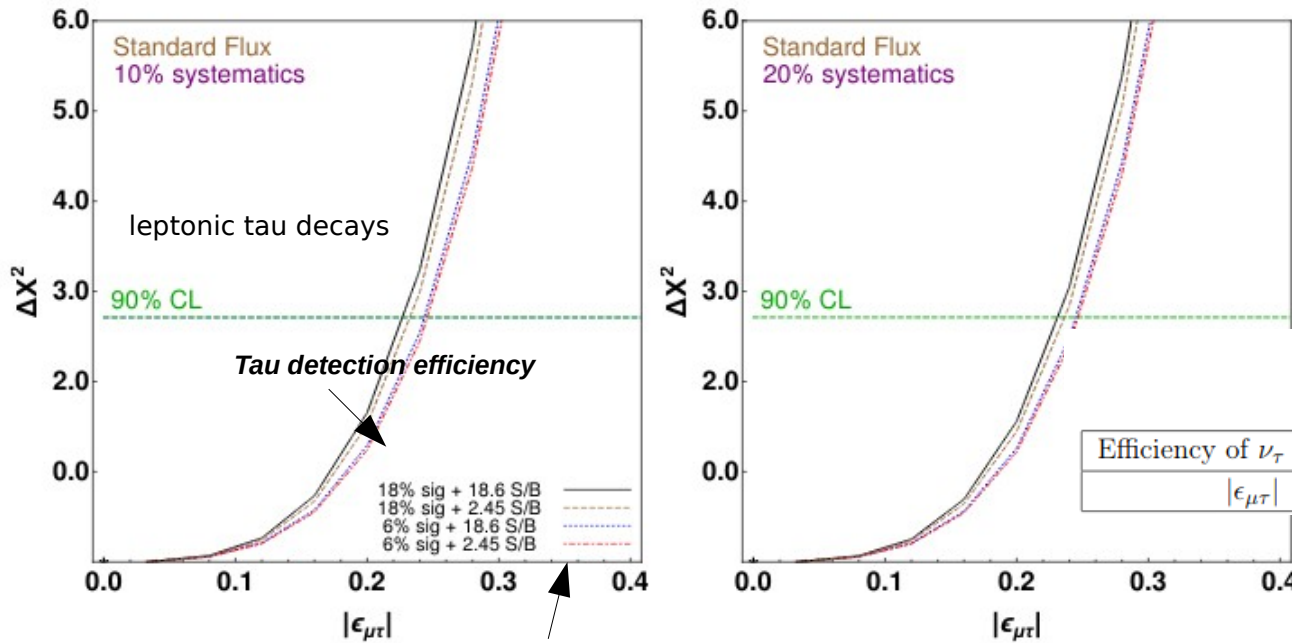 6.0
5.0
4.0
3.0
2.0
0.0
ΔX²
Standard Flux
10% systematics
leptonic tau decays
90% CL
Tau detection efficiency
18% sig + 18.6 S/B
18% sig + 2.45 S/B
6% sig + 18.6 S/B
6% sig + 2.45 S/B
0.0 0.1 0.2 0.3 0.4
|ϵμτ|
6.0
5.0
4.0
3.0
2.0
0.0
ΔX²
Standard Flux
20% systematics
90% CL
Efficiency of ντ
|ϵμτ|
0.0 0.1 0.2 0.3 0.4
|ϵμτ|